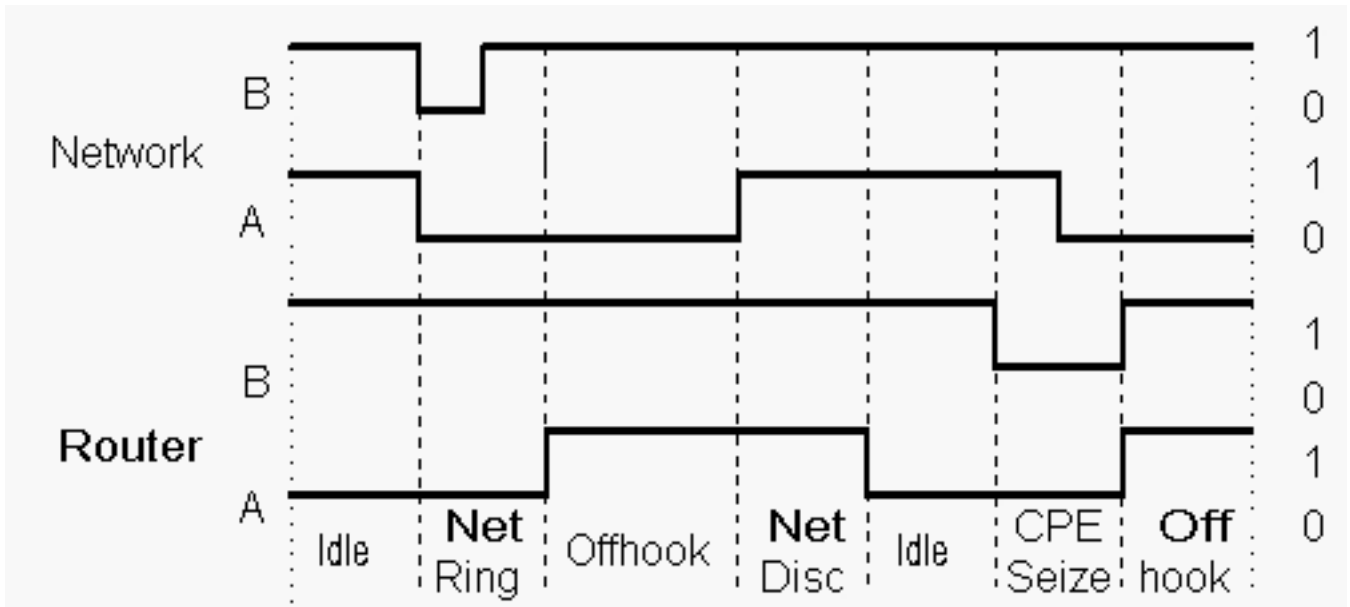 1
B
0
Network
1
A
0
1
B
0
Router
1
A
0
Idle
Net
Ring
Offhook
Net
Disc
Idle
CPE
Seize
Off
hook